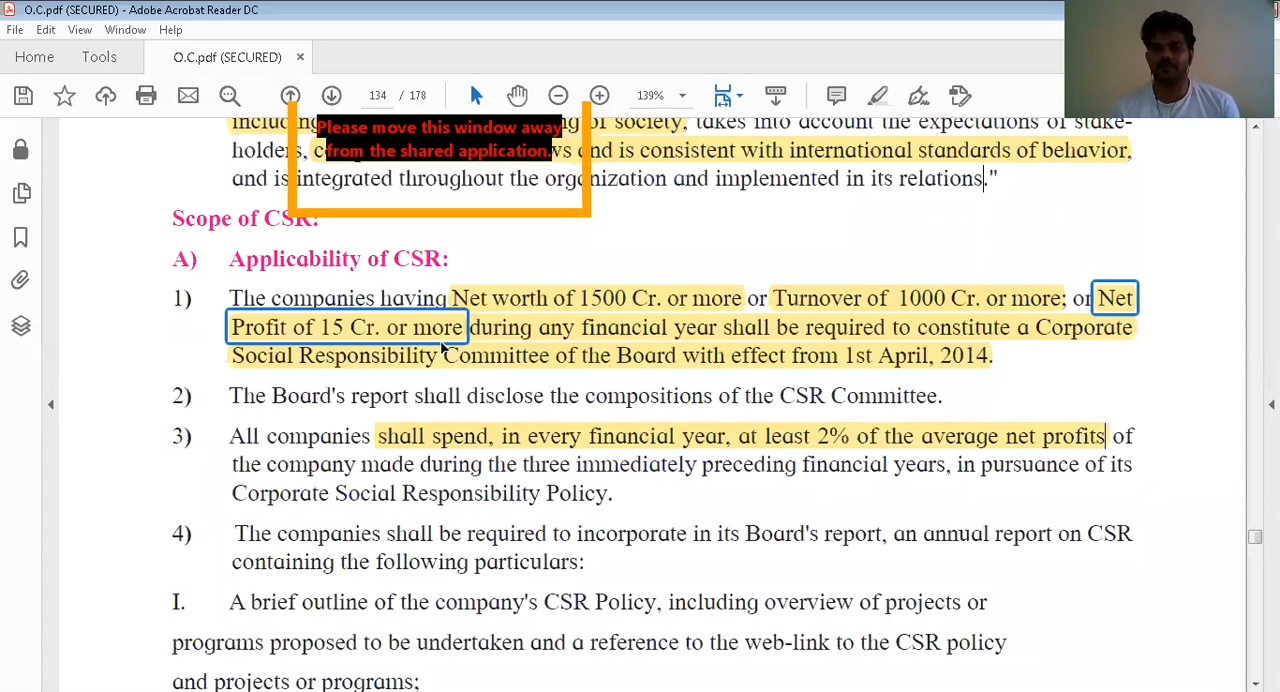 O.C.pdf (SECURED) - Adobe Acrobat Reader DC
File Edit View Window Help
Home Tools O.C.pdf (SECURED) ×
134 / 178 139%
including of society, takes into account the expectations of stake-
Please move this window away
from the shared application.
holders, and is consistent with international standards of behavior,
and is integrated throughout the organization and implemented in its relations."
Scope of CSR:
A) Applicability of CSR:
1) The companies having Net worth of 1500 Cr. or more or Turnover of 1000 Cr. or more; or Net
Profit of 15 Cr. or more during any financial year shall be required to constitute a Corporate
Social Responsibility Committee of the Board with effect from 1st April, 2014.
2) The Board's report shall disclose the compositions of the CSR Committee.
3) All companies shall spend, in every financial year, at least 2% of the average net profits of
the company made during the three immediately preceding financial years, in pursuance of its
Corporate Social Responsibility Policy.
4) The companies shall be required to incorporate in its Board's report, an annual report on CSR
containing the following particulars:
I. A brief outline of the company's CSR Policy, including overview of projects or
programs proposed to be undertaken and a reference to the web-link to the CSR policy
and projects or programs;